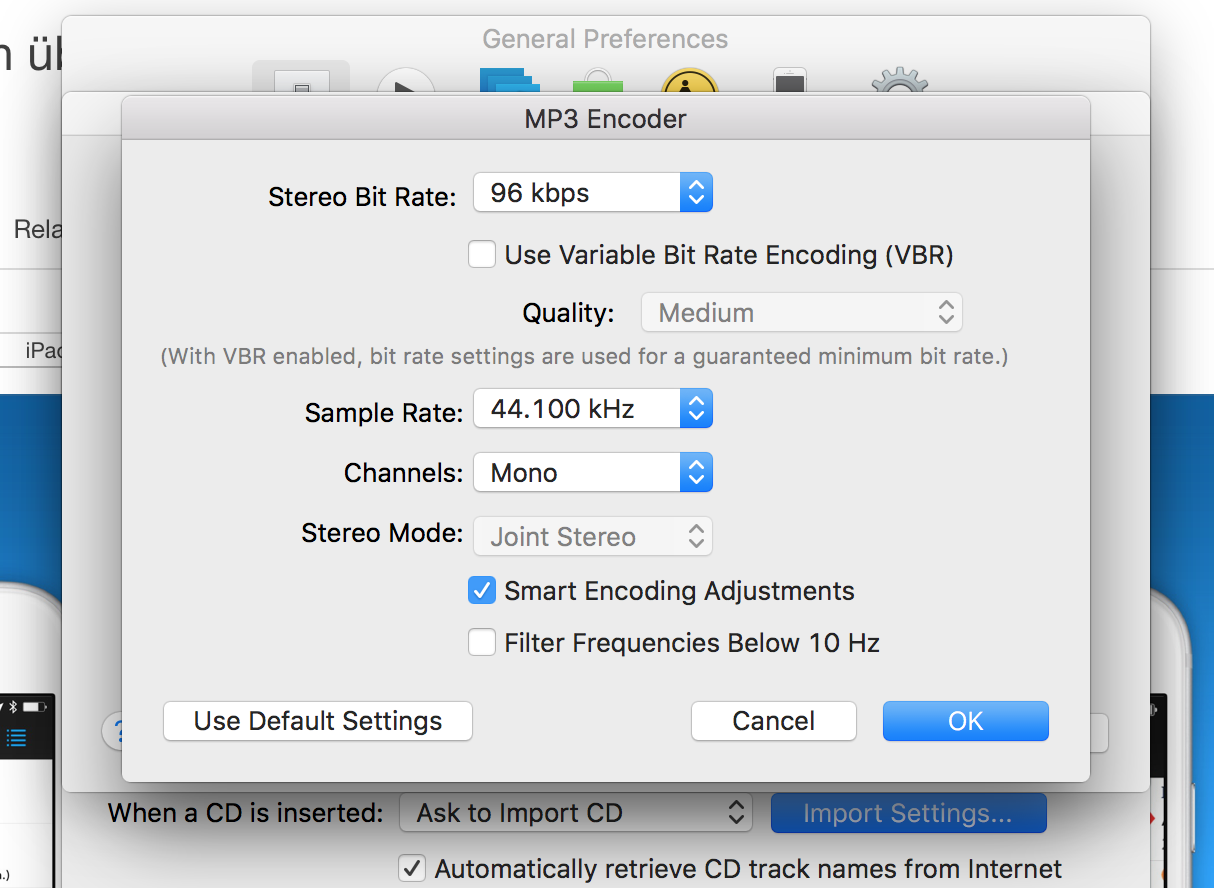 General Preferences
MP3 Encoder
Stereo Bit Rate: 96 kbps
Use Variable Bit Rate Encoding (VBR)
Rela
Quality: Medium
iPad
(With VBR enabled, bit rate settings are used for a guaranteed minimum bit rate.)
Sample Rate: 44.100 kHz
Channels: Mono
Stereo Mode: Joint Stereo
Smart Encoding Adjustments
Filter Frequencies Below 10 Hz
Use Default Settings Cancel OK
?
When a CD is inserted: Ask to Import CD Import Settings...
Automatically retrieve CD track names from Internet